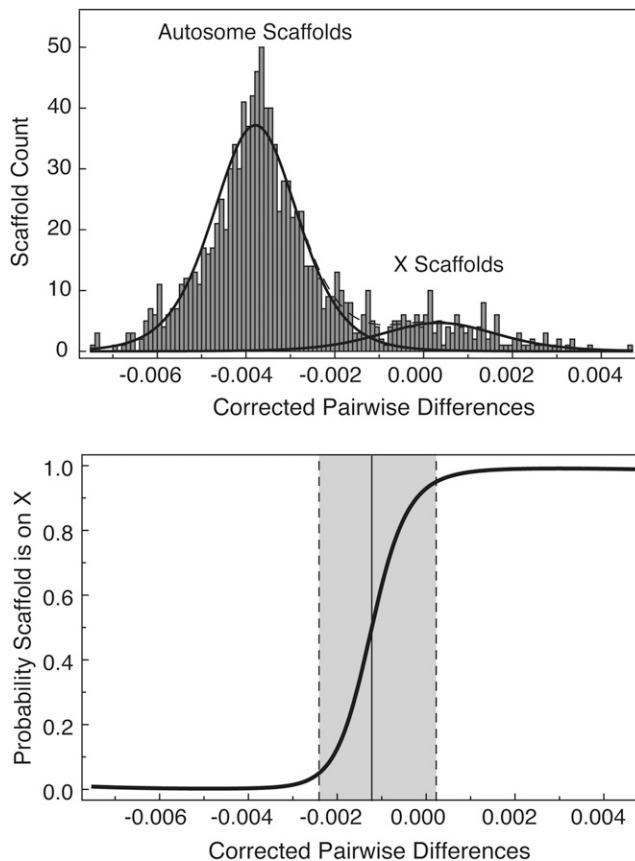 Autosome Scaffolds
50
40
30
20
10
0
Scaffold Count
X Scaffolds
-0.006 -0.004 -0.002 0.000 0.002 0.004
Corrected Pairwise Differences
1.0
0.8
0.6
0.4
0.2
0.0
Probability Scaffold is on X
-0.006 -0.004 -0.002 0.000 0.002 0.004
Corrected Pairwise Differences